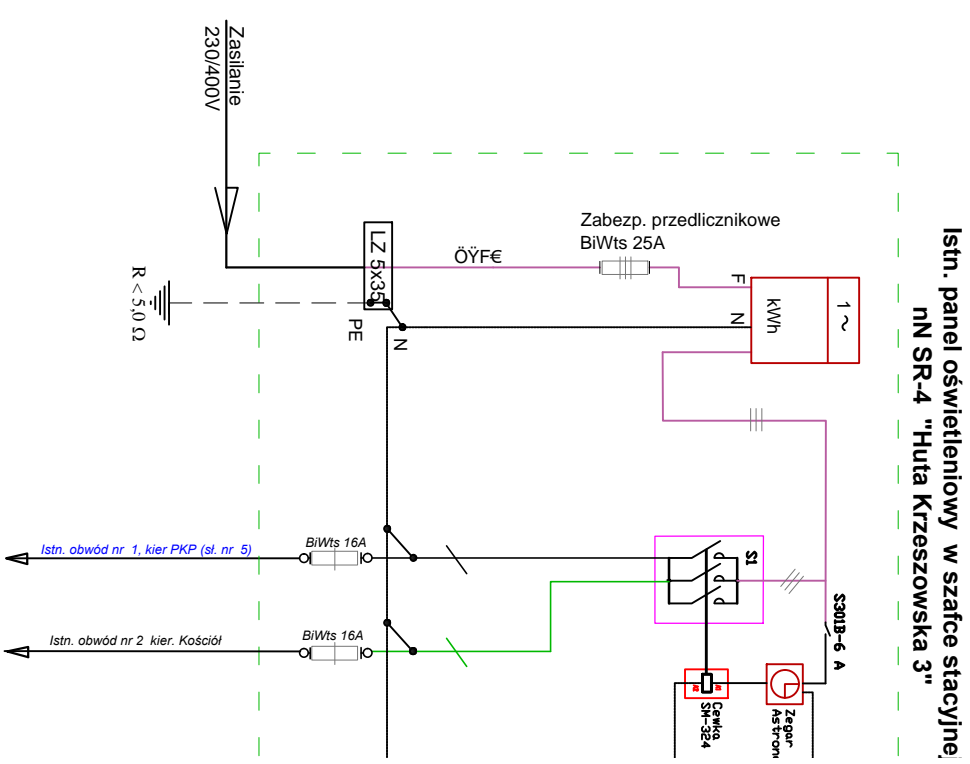 Istn. panel oświetleniowy w szafce stacyjnej
nN SR-4 "Huta Krzeszowska 3"
Zasilanie
230/400V
Zabezp. przedlicznikowe
BiWts 25A
ÖŸF€
LZ 5x35
R < 5,0 Ω
PE
N
F
N
kWh
1 ~
S1
S301B-6 A
BiWts 16A
Istn. obwód nr 1, kier PKP (sł. nr 5)
BiWts 16A
Istn. obwód nr 2 kier. Kościół
A1
A2
Cewka
SM-324
Zegar